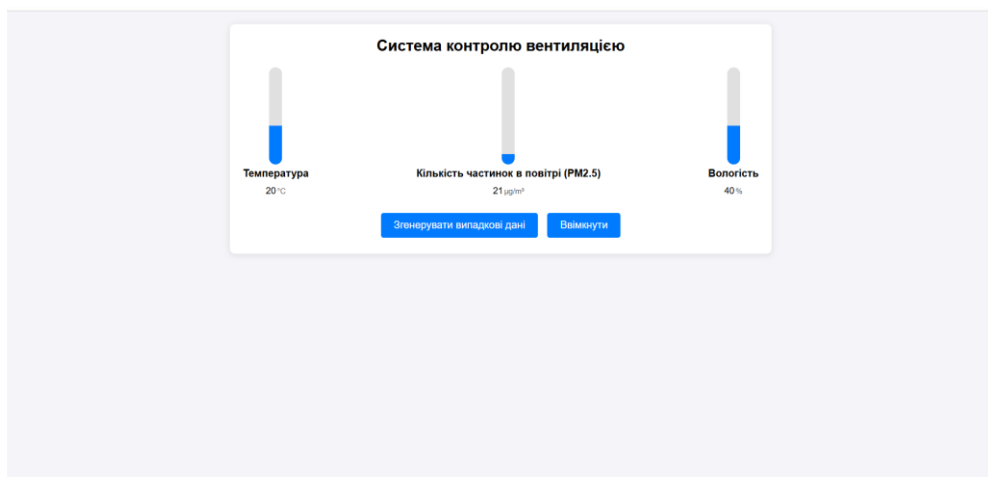 Система контролю вентиляцією
Температура
20 °C
Кількість частинок в повітрі (PM2.5)
21 µg/m³
Вологість
40 %
Згенерувати випадкові дані
Ввімкнути